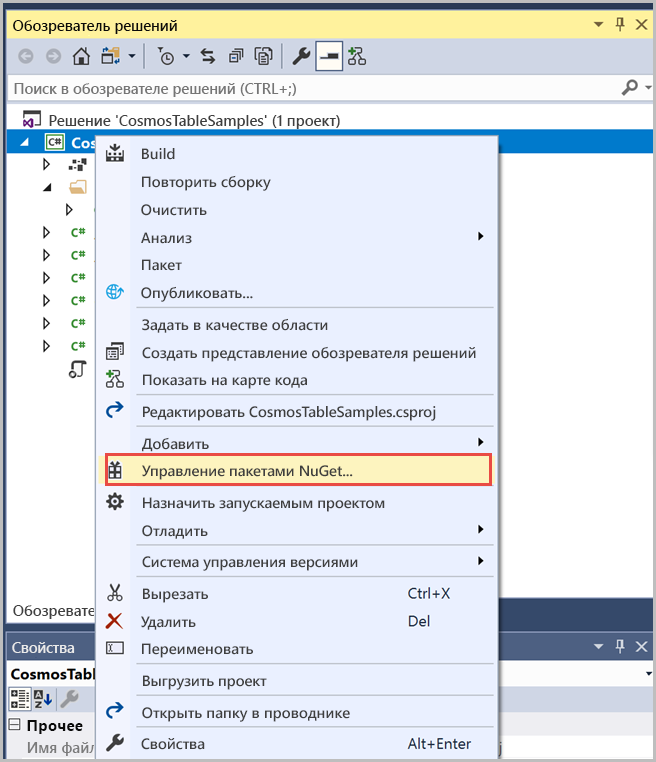 Обозреватель решений
Поиск в обозревателе решений (CTRL+;)
Решение 'CosmosTableSamples' (1 проект)
C# Cos
Build
Повторить сборку
Очистить
C#
Анализ
C#
Пакет
C#
Опубликовать...
C#
Задать в качестве области
C#
Создать представление обозревателя решений
C#
Показать на карте кода
Редактировать CosmosTableSamples.csproj
Добавить
Управление пакетами NuGet...
Назначить запускаемым проектом
Отладить
Система управления версиями
Вырезать Ctrl+X
Обозревате
Удалить Del
Свойства
Переименовать
CosmosTabl
Выгрузить проект
Открыть папку в проводнике
Прочее
Имя файл
Свойства Alt+Enter